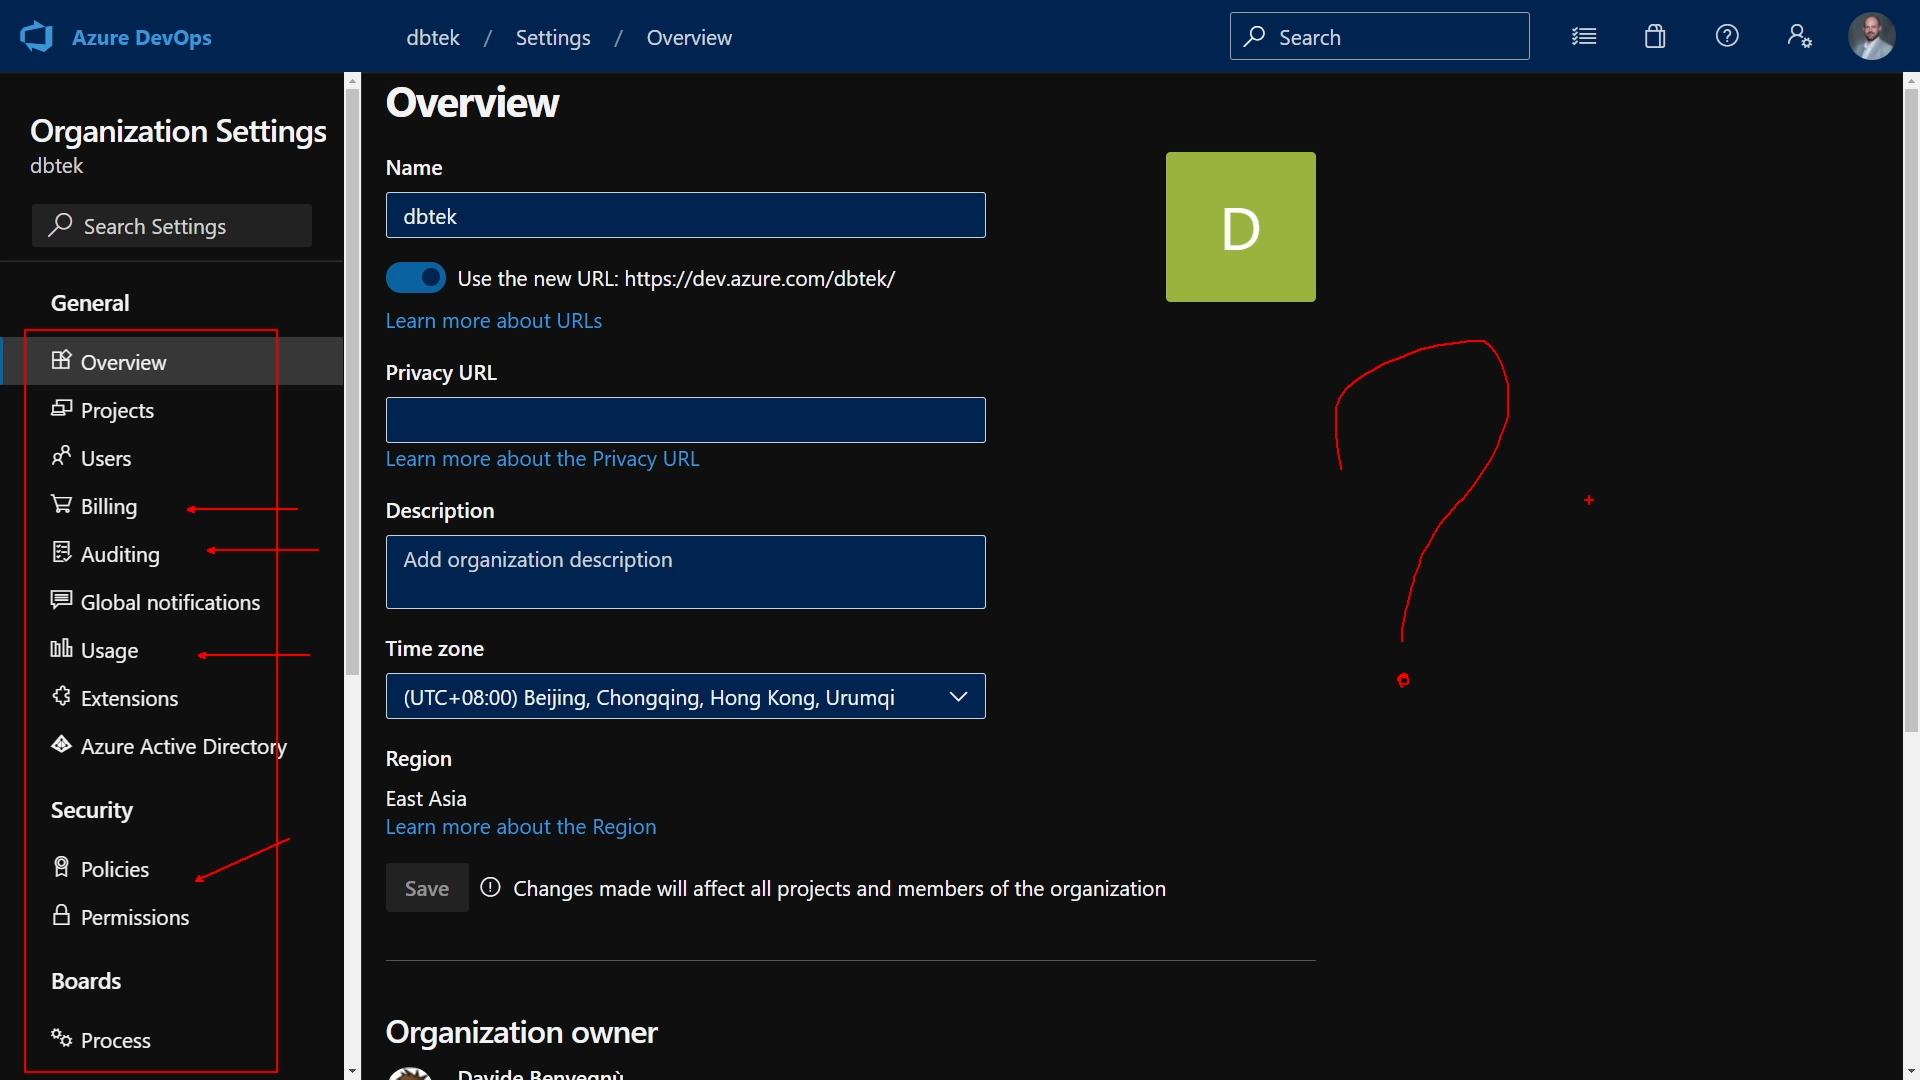 Azure DevOps
dbtek / Settings / Overview
Search
Organization Settings
dbtek
Search Settings
General
Overview
Projects
Users
Billing
Auditing
Global notifications
Usage
Extensions
Azure Active Directory
Security
Policies
Permissions
Boards
Process
Overview
Name
dbtek
D
Use the new URL: https://dev.azure.com/dbtek/
Learn more about URLs
Privacy URL
Learn more about the Privacy URL
Description
Add organization description
Time zone
(UTC+08:00) Beijing, Chongqing, Hong Kong, Urumqi
Region
East Asia
Learn more about the Region
Save
Changes made will affect all projects and members of the organization
?
Organization owner
Davide Benvegnù